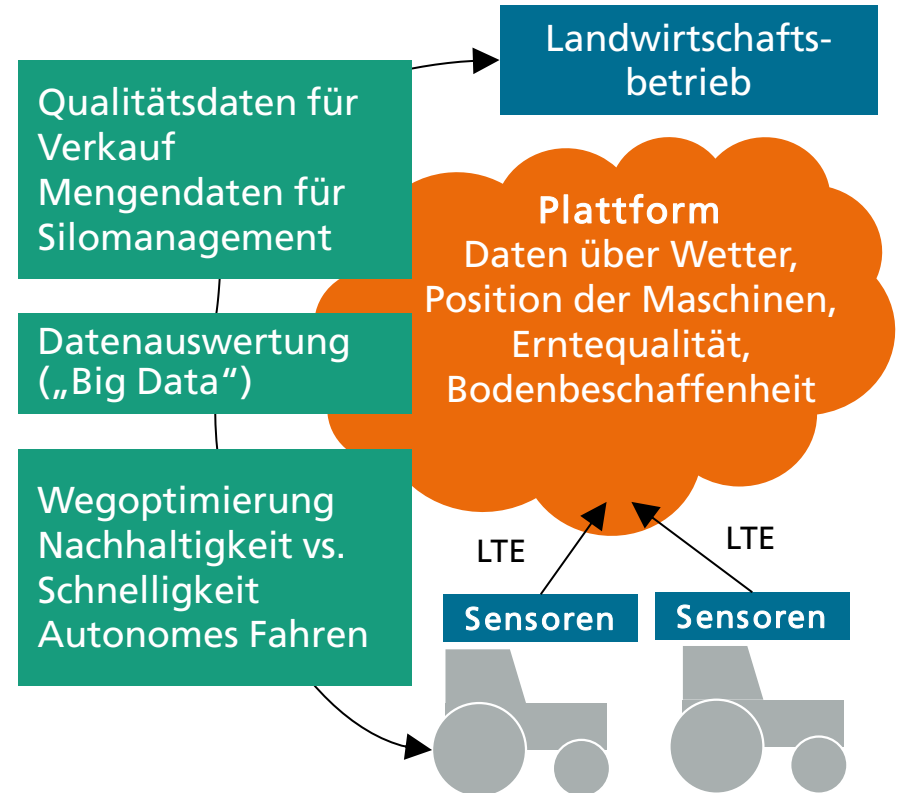 Landwirtschafts-
betrieb
Qualitätsdaten für
Verkauf
Mengendaten für
Silomanagement
Plattform
Daten über Wetter,
Position der Maschinen,
Erntequalität,
Bodenbeschaffenheit
Datenauswertung
(„Big Data“)
Wegoptimierung
Nachhaltigkeit vs.
Schnelligkeit
Autonomes Fahren
LTE
LTE
Sensoren
Sensoren